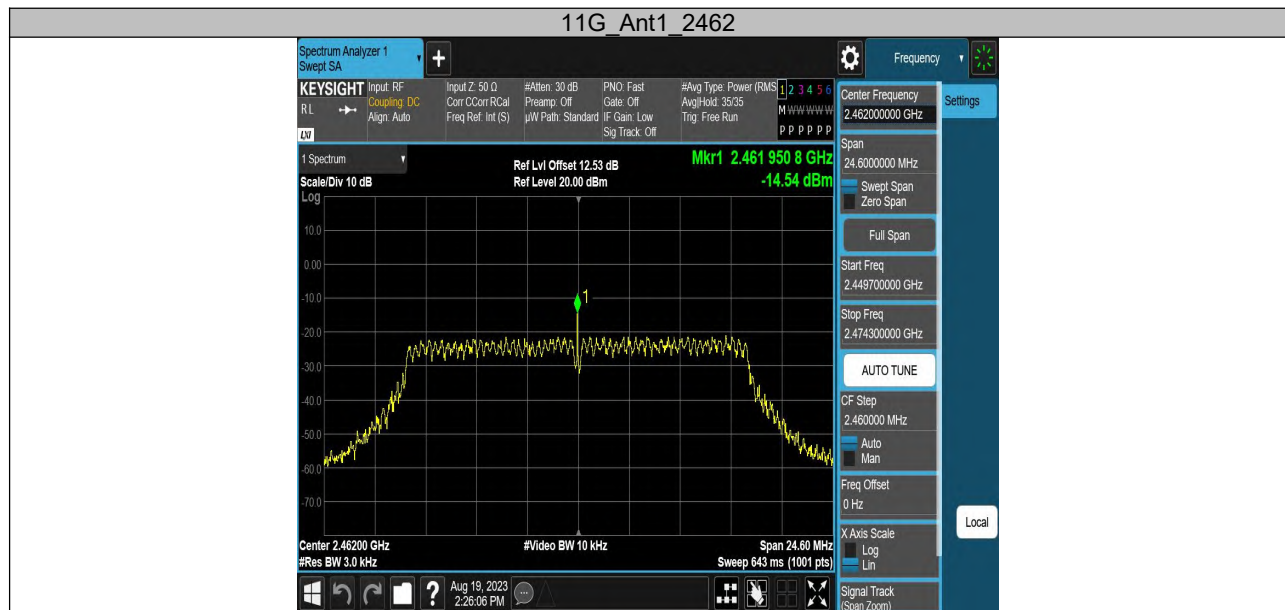 11G_Ant1_2462
Spectrum Analyzer 1
Swept SA
+
Frequency
KEYSIGHT
RL
LXI
Input: RF
Coupling: DC
Align: Auto
Input Z: 50 Ω
Corr CCorr RCal
Freq Ref: Int (S)
#Atten: 30 dB
Preamp: Off
µW Path: Standard
PNO: Fast
Gate: Off
IF Gain: Low
Sig Track: Off
#Avg Type: Power (RMS
Avg|Hold: 35/35
Trig: Free Run
1 2 3 4 5 6
M W W W W W
P P P P P P
1 Spectrum
Scale/Div 10 dB
Log
Ref Lvl Offset 12.53 dB
Ref Level 20.00 dBm
Mkr1 2.461 950 8 GHz
-14.54 dBm
10.0
0.00
-10.0
-20.0
-30.0
-40.0
-50.0
-60.0
-70.0
1
Center 2.46200 GHz
#Res BW 3.0 kHz
#Video BW 10 kHz
Span 24.60 MHz
Sweep 643 ms (1001 pts)
?
Aug 19, 2023
2:26:06 PM
Center Frequency
2.462000000 GHz
Span
24.6000000 MHz
Swept Span
Zero Span
Full Span
Start Freq
2.449700000 GHz
Stop Freq
2.474300000 GHz
AUTO TUNE
CF Step
2.460000 MHz
Auto
Man
Freq Offset
0 Hz
X Axis Scale
Log
Lin
Signal Track
(Span Zoom)
Settings
Local